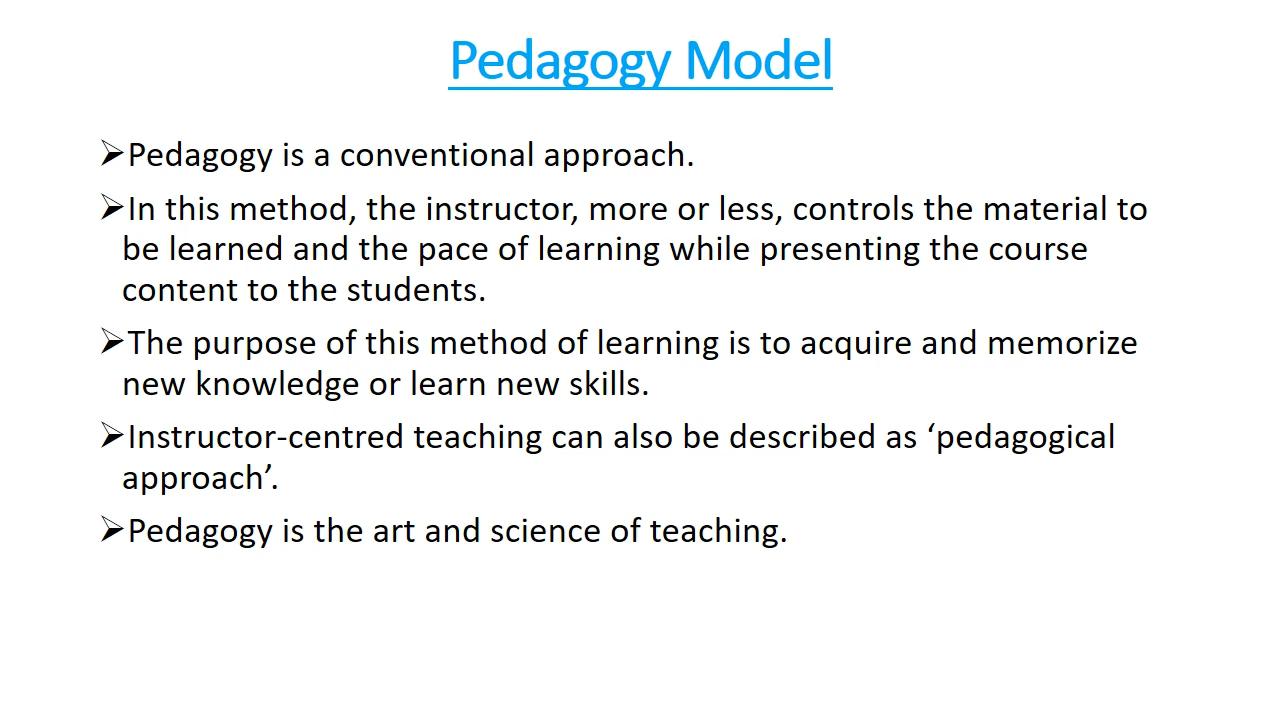 Pedagogy Model
➢Pedagogy is a conventional approach.
➢In this method, the instructor, more or less, controls the material to
be learned and the pace of learning while presenting the course
content to the students.
➢The purpose of this method of learning is to acquire and memorize
new knowledge or learn new skills.
➢Instructor-centred teaching can also be described as ‘pedagogical
approach’.
➢Pedagogy is the art and science of teaching.